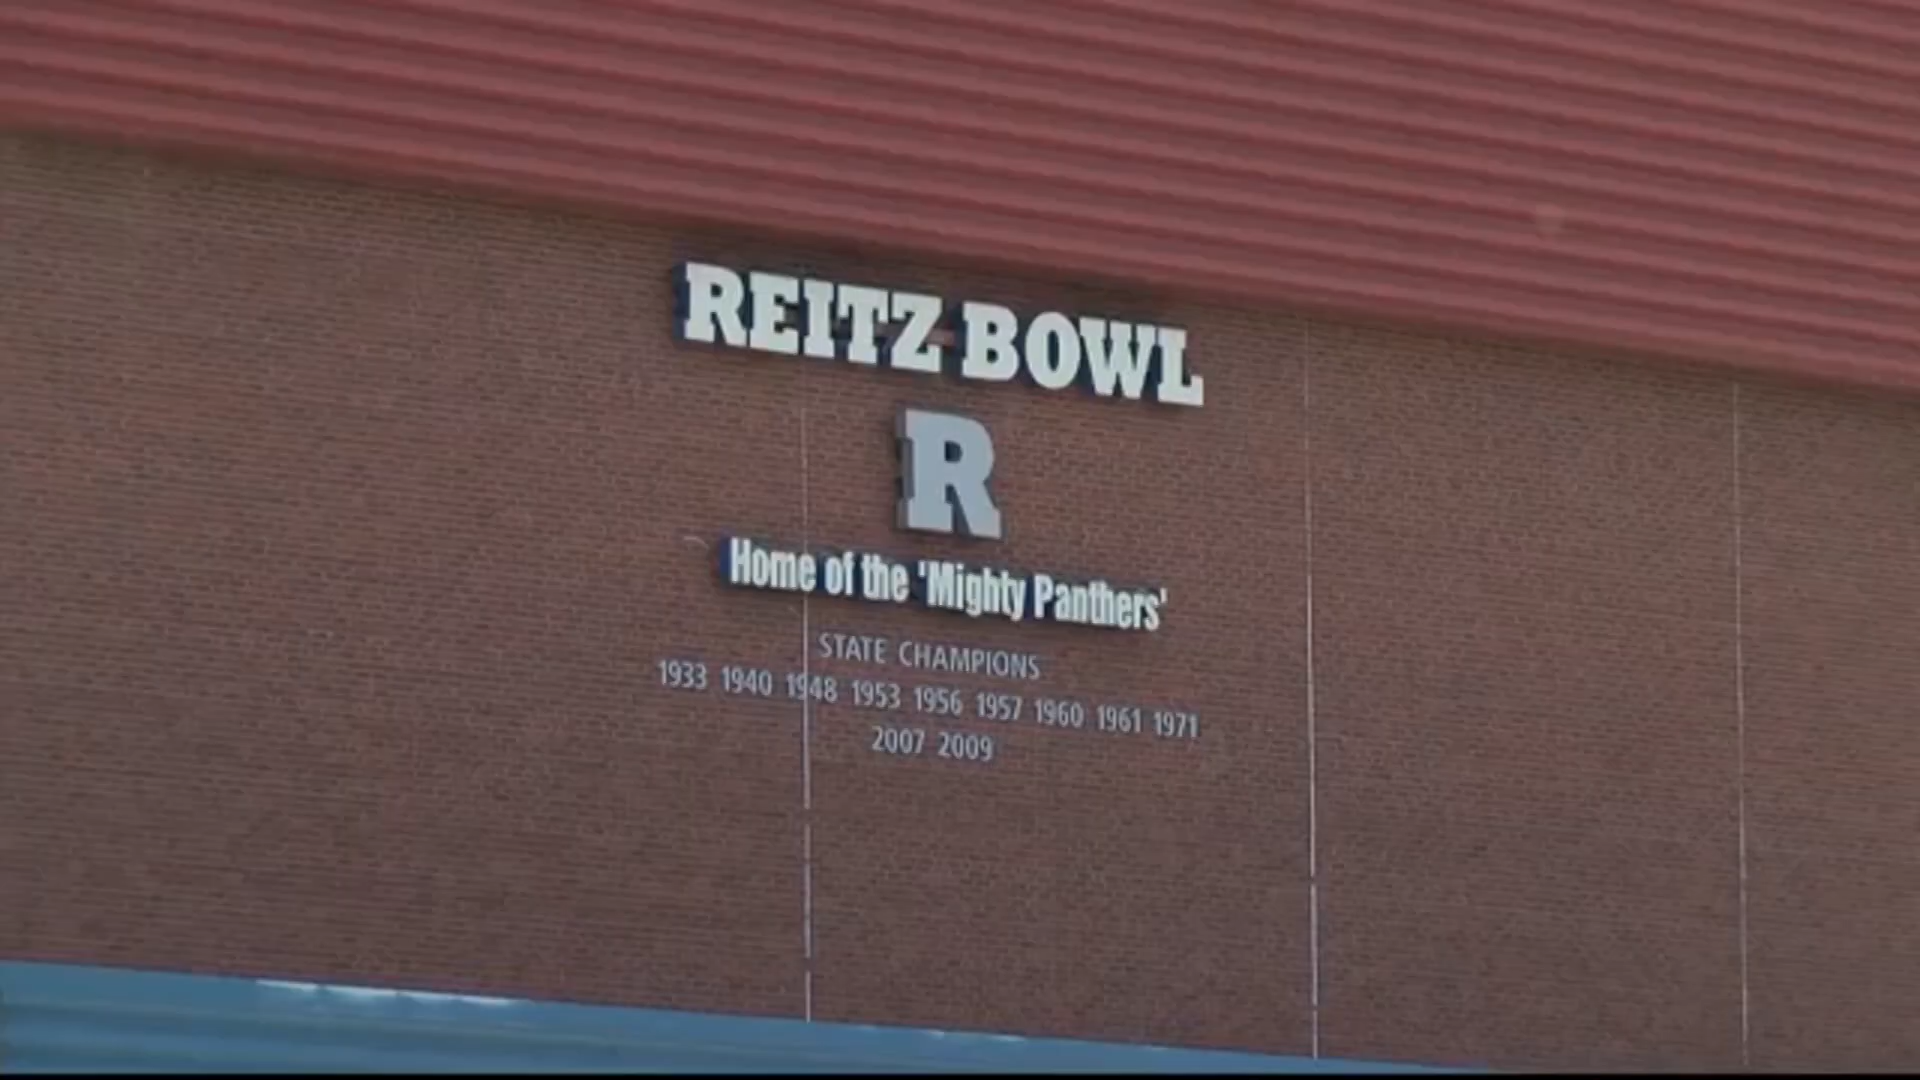 REITZ BOWL
R
Home of the 'Mighty Panthers'
STATE CHAMPIONS
1933 1940 1948 1953 1956 1957 1960 1961 1971
2007 2009